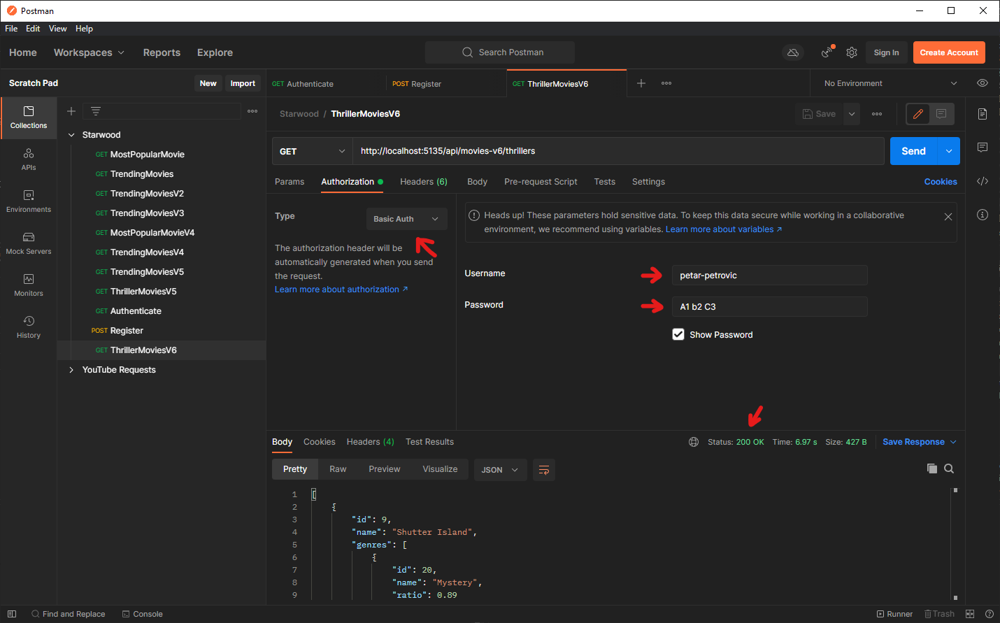 Postman
File Edit View Help
Home Workspaces Reports Explore Search Postman Sign In Create Account
Scratch Pad New Import
GET Authenticate POST Register GET ThrillerMoviesV6 No Environment
Collections
APIs
Environments
Mock Servers
Monitors
History
Starwood
GET MostPopularMovie
GET TrendingMovies
GET TrendingMoviesV2
GET TrendingMoviesV3
GET MostPopularMovieV4
GET TrendingMoviesV4
GET TrendingMoviesV5
GET ThrillerMoviesV5
GET Authenticate
POST Register
GET ThrillerMoviesV6
YouTube Requests
Starwood / ThrillerMoviesV6 Save
GET http://localhost:5135/api/movies-v6/thrillers Send
Params Authorization Headers (6) Body Pre-request Script Tests Settings Cookies
Type Basic Auth
The authorization header will be
automatically generated when you send
the request.
Learn more about authorization
Heads up! These parameters hold sensitive data. To keep this data secure while working in a collaborative
environment, we recommend using variables. Learn more about variables
Username petar-petrovic
Password A1 b2 C3
Show Password
Body Cookies Headers (4) Test Results Status: 200 OK Time: 6.97 s Size: 427 B Save Response
Pretty Raw Preview Visualize JSON
1 [
2 {
3 "id": 9,
4 "name": "Shutter Island",
5 "genres": [
6 {
7 "id": 20,
8 "name": "Mystery",
9 "ratio": 0.89
Find and Replace Console Runner Trash